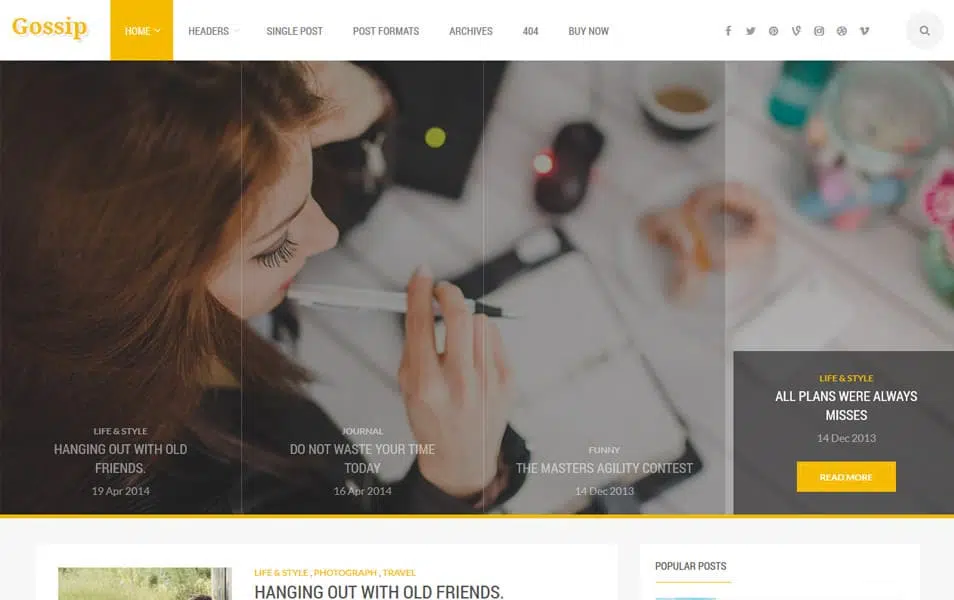 Gossip
HOME
HEADERS
SINGLE POST
POST FORMATS
ARCHIVES
404
BUY NOW
LIFE & STYLE
HANGING OUT WITH OLD
FRIENDS.
19 Apr 2014
JOURNAL
DO NOT WASTE YOUR TIME
TODAY
16 Apr 2014
FUNNY
THE MASTERS AGILITY CONTEST
14 Dec 2013
LIFE & STYLE
ALL PLANS WERE ALWAYS
MISSES
14 Dec 2013
READ MORE
LIFE & STYLE , PHOTOGRAPH , TRAVEL
HANGING OUT WITH OLD FRIENDS.
POPULAR POSTS